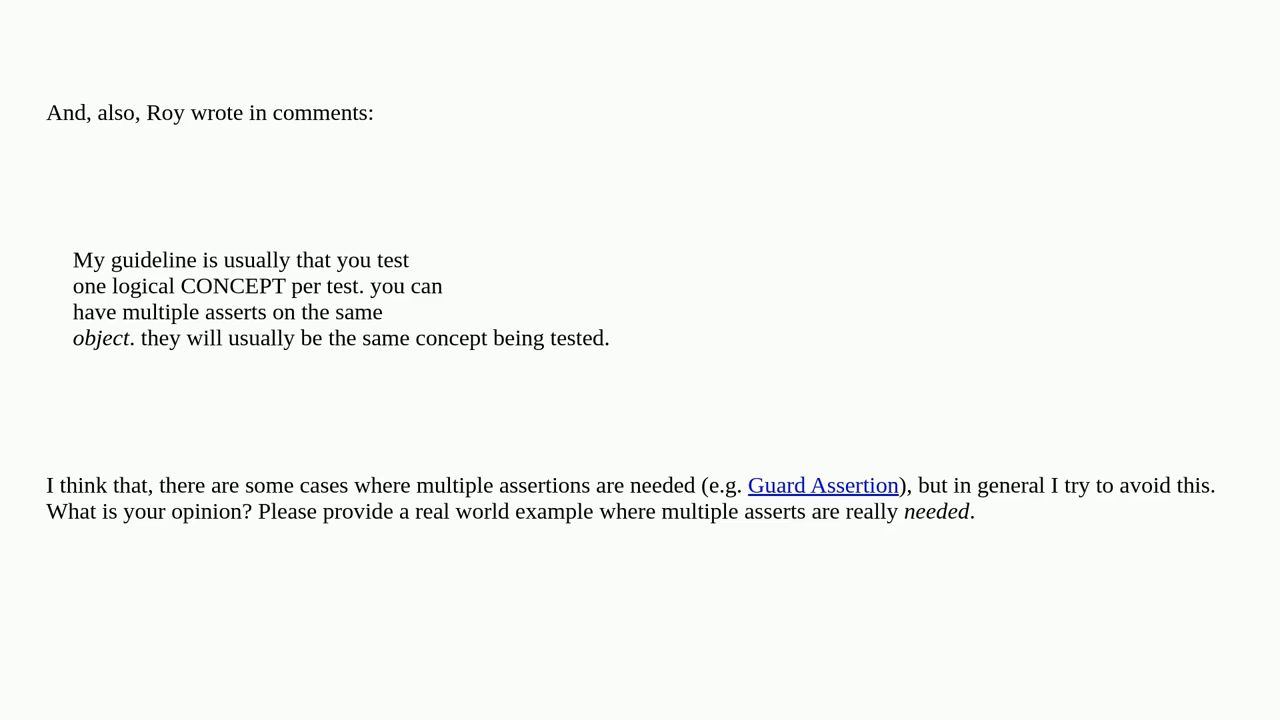 And, also, Roy wrote in comments:
My guideline is usually that you test
one logical CONCEPT per test. you can
have multiple asserts on the same
object. they will usually be the same concept being tested.
I think that, there are some cases where multiple assertions are needed (e.g. Guard Assertion), but in general I try to avoid this.
What is your opinion? Please provide a real world example where multiple asserts are really needed.